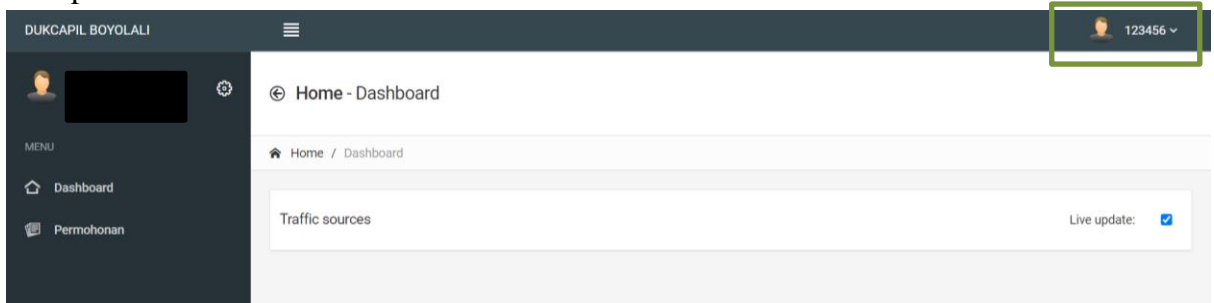 DUKCAPIL BOYOLALI
123456
Home - Dashboard
MENU
Home / Dashboard
Dashboard
Permohonan
Traffic sources
Live update: